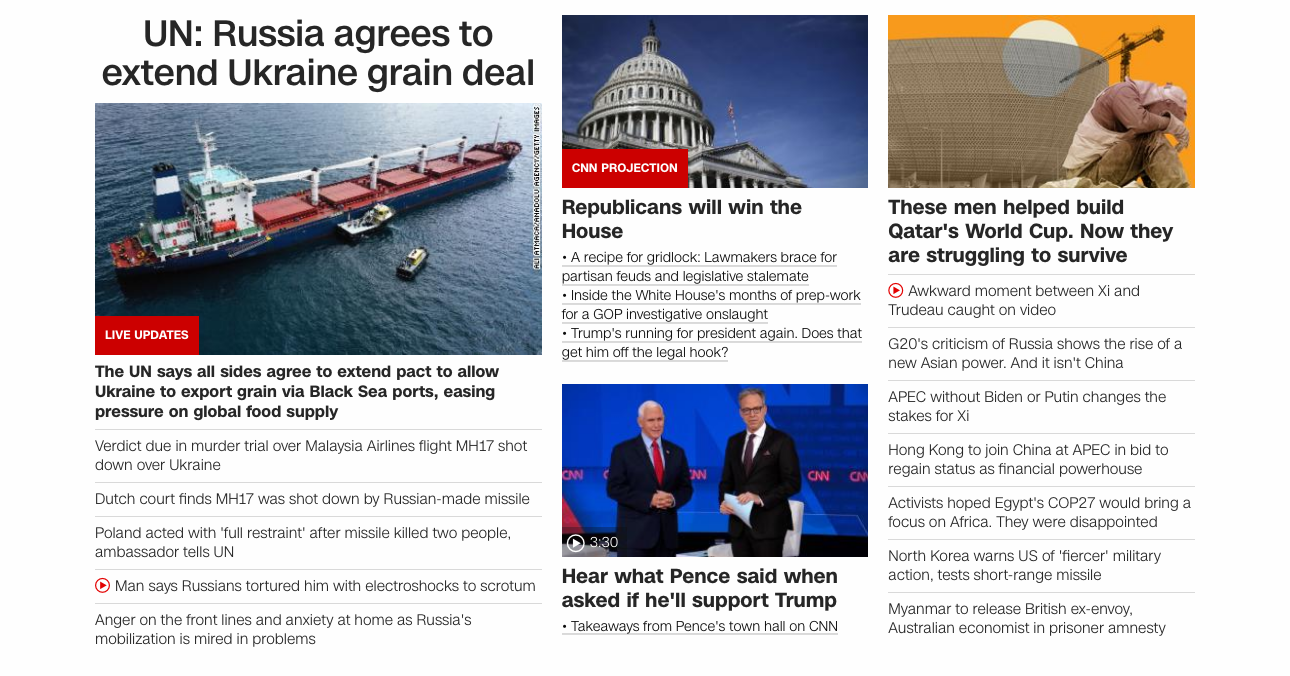 UN: Russia agrees to
extend Ukraine grain deal
ALI ATMACA/ANADOLU AGENCY/GETTY IMAGES
LIVE UPDATES
The UN says all sides agree to extend pact to allow
Ukraine to export grain via Black Sea ports, easing
pressure on global food supply
Verdict due in murder trial over Malaysia Airlines flight MH17 shot
down over Ukraine
Dutch court finds MH17 was shot down by Russian-made missile
Poland acted with 'full restraint' after missile killed two people,
ambassador tells UN
Man says Russians tortured him with electroshocks to scrotum
Anger on the front lines and anxiety at home as Russia's
mobilization is mired in problems
CNN PROJECTION
Republicans will win the
House
• A recipe for gridlock: Lawmakers brace for
partisan feuds and legislative stalemate
• Inside the White House's months of prep-work
for a GOP investigative onslaught
• Trump's running for president again. Does that
get him off the legal hook?
CNN CNN CNN CNN
3:30
Hear what Pence said when
asked if he'll support Trump
• Takeaways from Pence's town hall on CNN
These men helped build
Qatar's World Cup. Now they
are struggling to survive
Awkward moment between Xi and
Trudeau caught on video
G20's criticism of Russia shows the rise of a
new Asian power. And it isn't China
APEC without Biden or Putin changes the
stakes for Xi
Hong Kong to join China at APEC in bid to
regain status as financial powerhouse
Activists hoped Egypt's COP27 would bring a
focus on Africa. They were disappointed
North Korea warns US of 'fiercer' military
action, tests short-range missile
Myanmar to release British ex-envoy,
Australian economist in prisoner amnesty